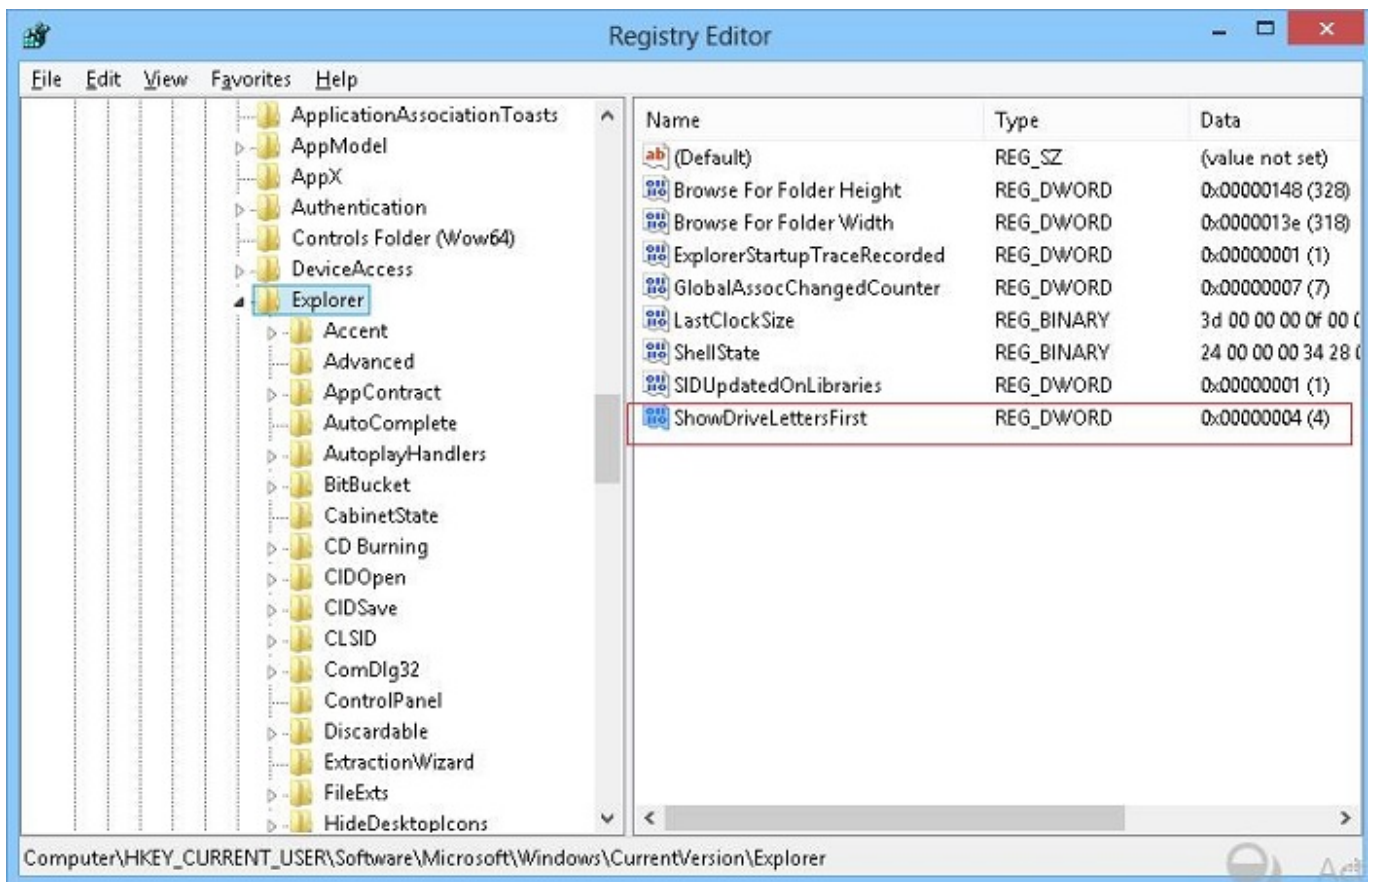 Registry Editor
File Edit View Favorites Help
ApplicationAssociationToasts
AppModel
AppX
Authentication
Controls Folder (Wow64)
DeviceAccess
Explorer
Accent
Advanced
AppContract
AutoComplete
AutoplayHandlers
BitBucket
CabinetState
CD Burning
CIDOpen
CIDSave
CLSID
ComDlg32
ControlPanel
Discardable
ExtractionWizard
FileExts
HideDesktopIcons
Name Type Data
(Default) REG_SZ (value not set)
Browse For Folder Height REG_DWORD 0x00000148 (328)
Browse For Folder Width REG_DWORD 0x0000013e (318)
ExplorerStartupTraceRecorded REG_DWORD 0x00000001 (1)
GlobalAssocChangedCounter REG_DWORD 0x00000007 (7)
LastClockSize REG_BINARY 3d 00 00 00 0f 00
ShellState REG_BINARY 24 00 00 00 34 28
SIDUpdatedOnLibraries REG_DWORD 0x00000001 (1)
ShowDriveLettersFirst REG_DWORD 0x00000004 (4)
Computer\HKEY_CURRENT_USER\Software\Microsoft\Windows\CurrentVersion\Explorer